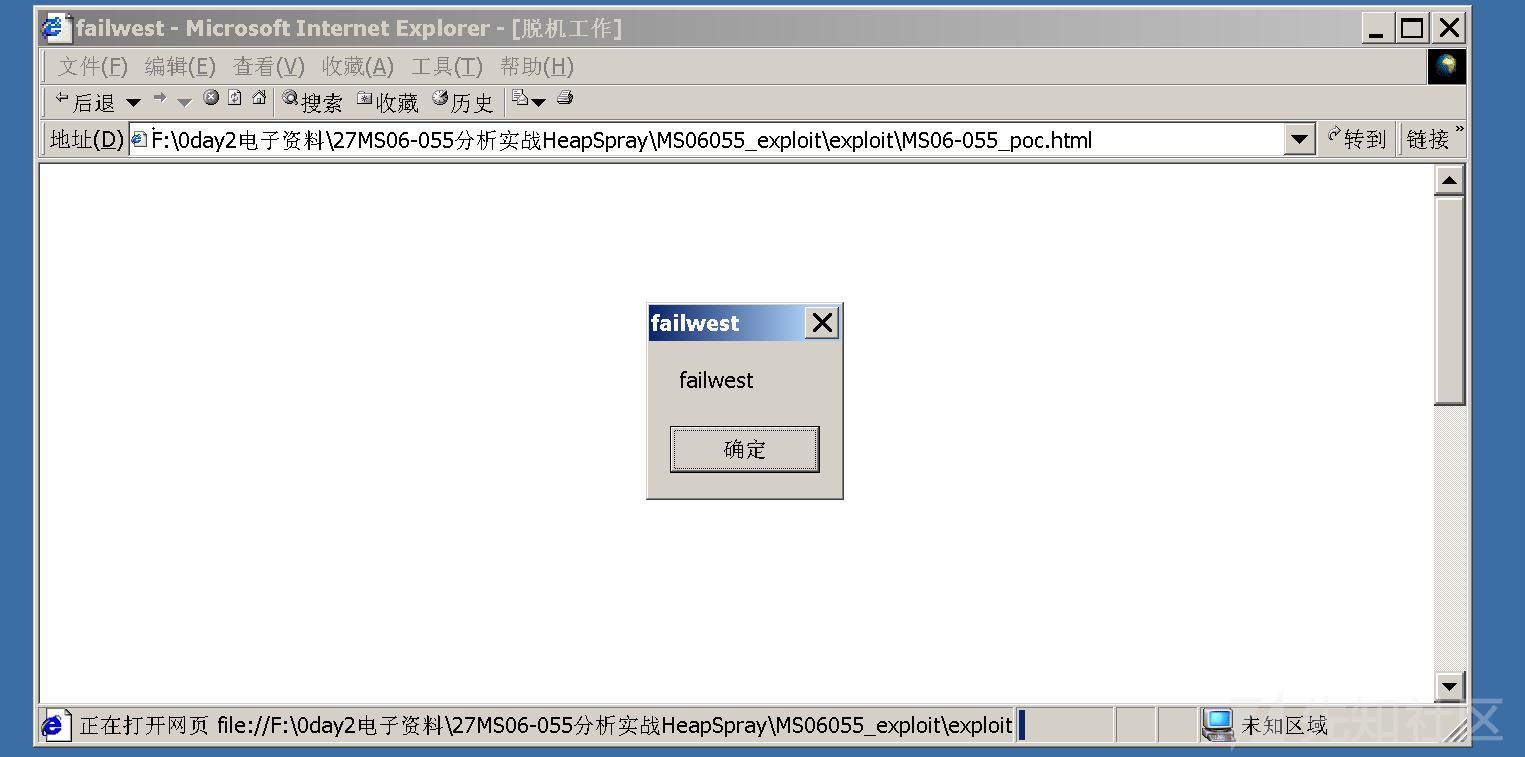 failwest - Microsoft Internet Explorer - [脱机工作]
文件(F) 编辑(E) 查看(V) 收藏(A) 工具(T) 帮助(H)
后退 搜索 收藏 历史
地址(D) F:\0day2电子资料\27MS06-055分析实战HeapSpray\MS06055_exploit\exploit\MS06-055_poc.html 转到 链接 »
failwest
failwest
确定
正在打开网页 file://F:\0day2电子资料\27MS06-055分析实战HeapSpray\MS06055_exploit\exploit 未知区域
先知社区